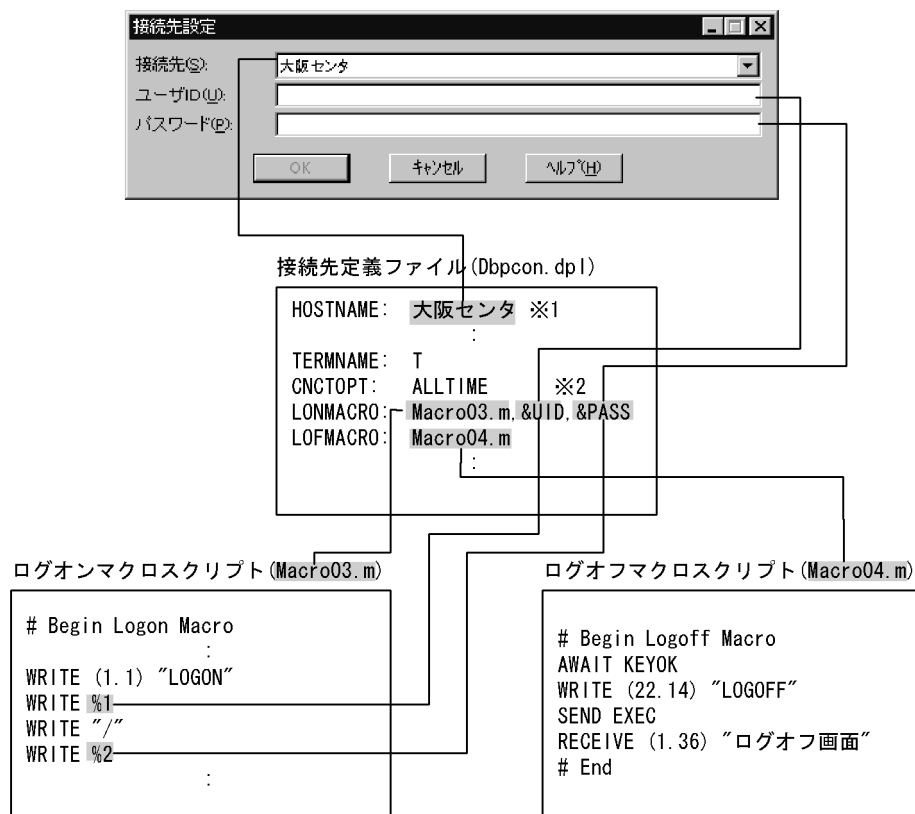 接続先設定
接続先(S):
大阪センタ
ユーザID(U):
パスワード(P):
OK
キャンセル
ヘルプ(H)
接続先定義ファイル(Dbpcon.dpl)
HOSTNAME: 大阪センタ ※1
:
TERMNAME: T
CNCTOPT: ALLTIME ※2
LONMACRO: Macro03.m,&UID,&PASS
LOFMACRO: Macro04.m
:
ログオンマクロスクリプト(Macro03.m)
# Begin Logon Macro
:
WRITE (1.1) "LOGON"
WRITE %1
WRITE "/"
WRITE %2
:
ログオフマクロスクリプト(Macro04.m)
# Begin Logoff Macro
AWAIT KEYOK
WRITE (22.14) "LOGOFF"
SEND EXEC
RECEIVE (1.36) "ログオフ画面"
# End